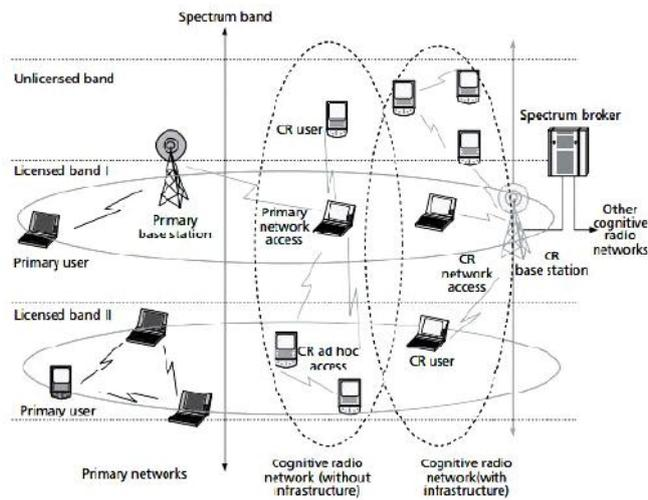 Spectrum band
Unlicensed band
Spectrum broker
CR user
Licensed band I
Primary
base station
Primary
network
access
Other
cognitive
radio
networks
CR
base station
CR
network
access
Primary user
Licensed band II
CR ad hoc
access
CR user
Primary user
Primary networks
Cognitive radio
network (without
infrastructure)
Cognitive radio
network(with
infrastructure)